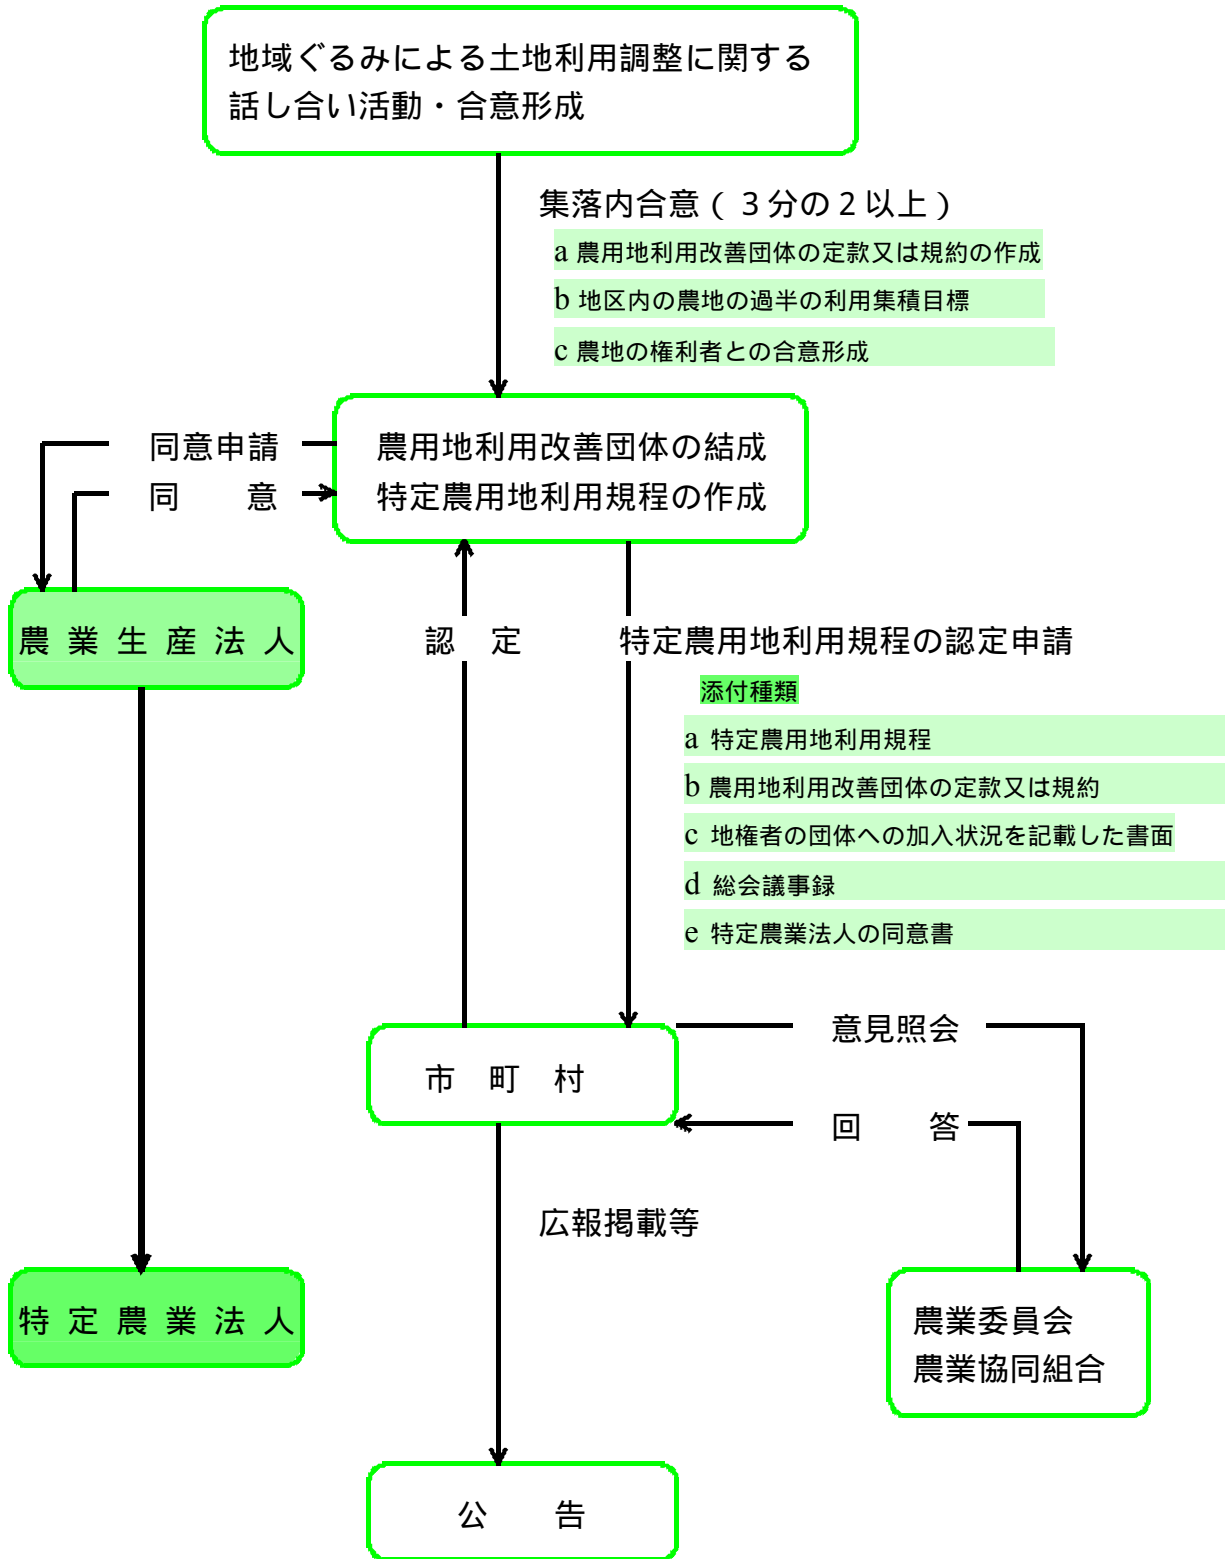 地域ぐるみによる土地利用調整に関する
話し合い活動・合意形成
集落内合意（３分の２以上）
a 農用地利用改善団体の定款又は規約の作成
b 地区内の農地の過半の利用集積目標
c 農地の権利者との合意形成
同意申請
同　　意
農用地利用改善団体の結成
特定農用地利用規程の作成
農 業 生 産 法 人
認　定
特定農用地利用規程の認定申請
添付種類
a 特定農用地利用規程
b 農用地利用改善団体の定款又は規約
c 地権者の団体への加入状況を記載した書面
d 総会議事録
e 特定農業法人の同意書
意見照会
市　町　村
回　　答
広報掲載等
特 定 農 業 法 人
農業委員会
農業協同組合
公　　告